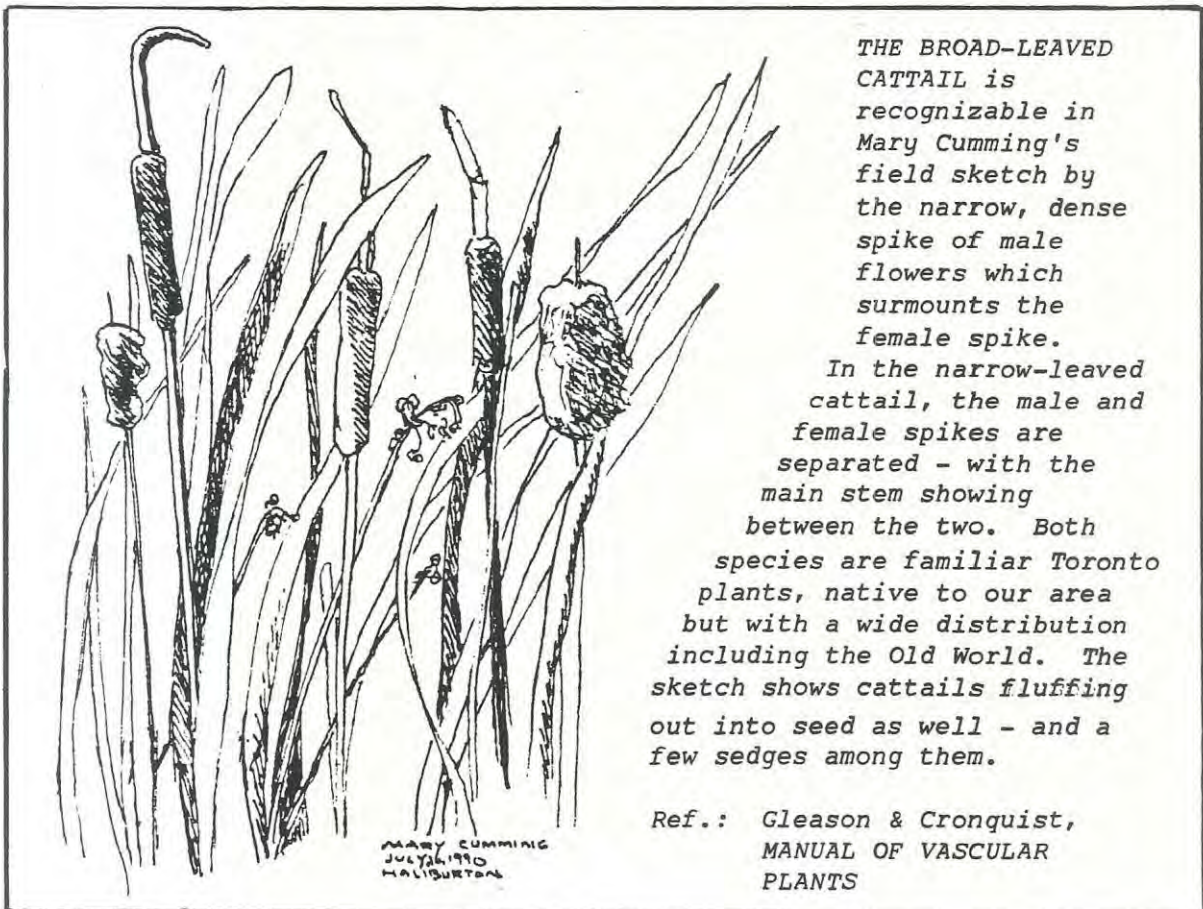 THE BROAD-LEAVED
CATTAIL is
recognizable in
Mary Cumming's
field sketch by
the narrow, dense
spike of male
flowers which
surmounts the
female spike.
In the narrow-leaved
cattail, the male and
female spikes are
separated - with the
main stem showing
between the two. Both
species are familiar Toronto
plants, native to our area
but with a wide distribution
including the Old World. The
sketch shows cattails fluffing
out into seed as well - and a
few sedges among them.
Ref.: Gleason & Cronquist,
MANUAL OF VASCULAR
PLANTS
MARY CUMMING
JULY 26, 1990
HALIBURTON